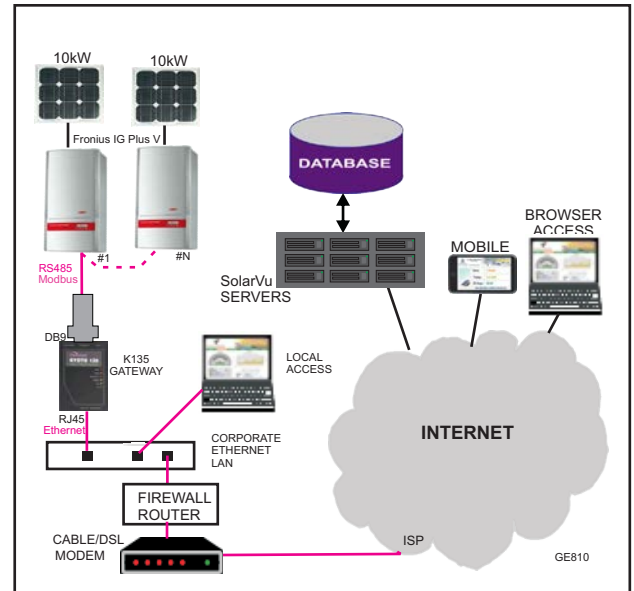 10kW
10kW
Fronius IG Plus V
#1
#N
RS485
Modbus
DB9
K135
GATEWAY
RJ45
Ethernet
LOCAL
ACCESS
CORPORATE
ETHERNET
LAN
FIREWALL
ROUTER
CABLE/DSL
MODEM
DATABASE
SolarVu
SERVERS
MOBILE
BROWSER
ACCESS
INTERNET
ISP
GE810